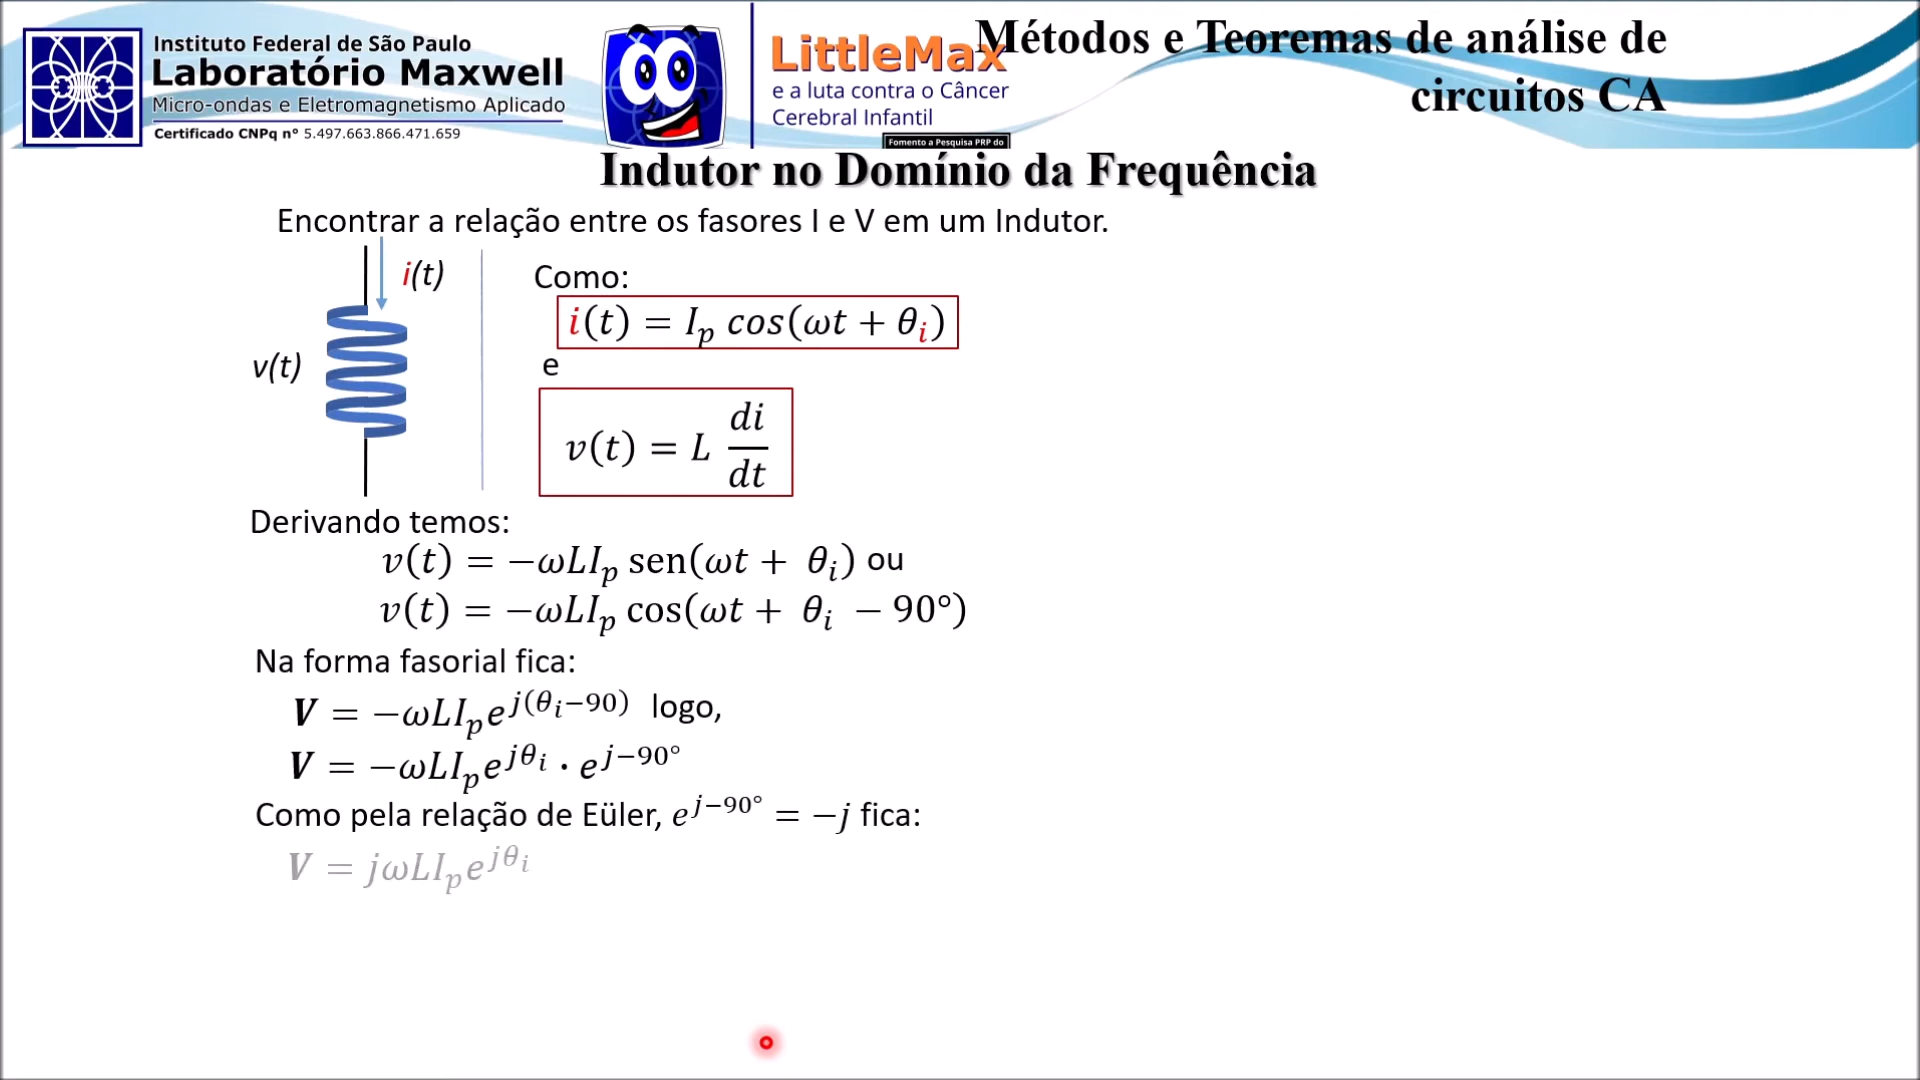 Instituto Federal de São Paulo
Laboratório Maxwell
Micro-ondas e Eletromagnetismo Aplicado
Certificado CNPq nº 5.497.663.866.471.659
LittleMax
e a luta contra o Câncer
Cerebral Infantil
Fomento a Pesquisa PRP do
Métodos e Teoremas de análise de
circuitos CA
Indutor no Domínio da Frequência
Encontrar a relação entre os fasores I e V em um Indutor.
i(t)
v(t)
Como:
i(t) = I_p cos(ωt + θ_i)
e
v(t) = L di/dt
Derivando temos:
v(t) = −ωLI_p sen(ωt + θ_i) ou
v(t) = −ωLI_p cos(ωt + θ_i − 90°)
Na forma fasorial fica:
V = −ωLI_p e^{j(θ_i−90)} logo,
V = −ωLI_p e^{jθ_i} · e^{j−90°}
Como pela relação de Eüler, e^{j−90°} = −j fica:
V = jωLI_p e^{jθ_i}